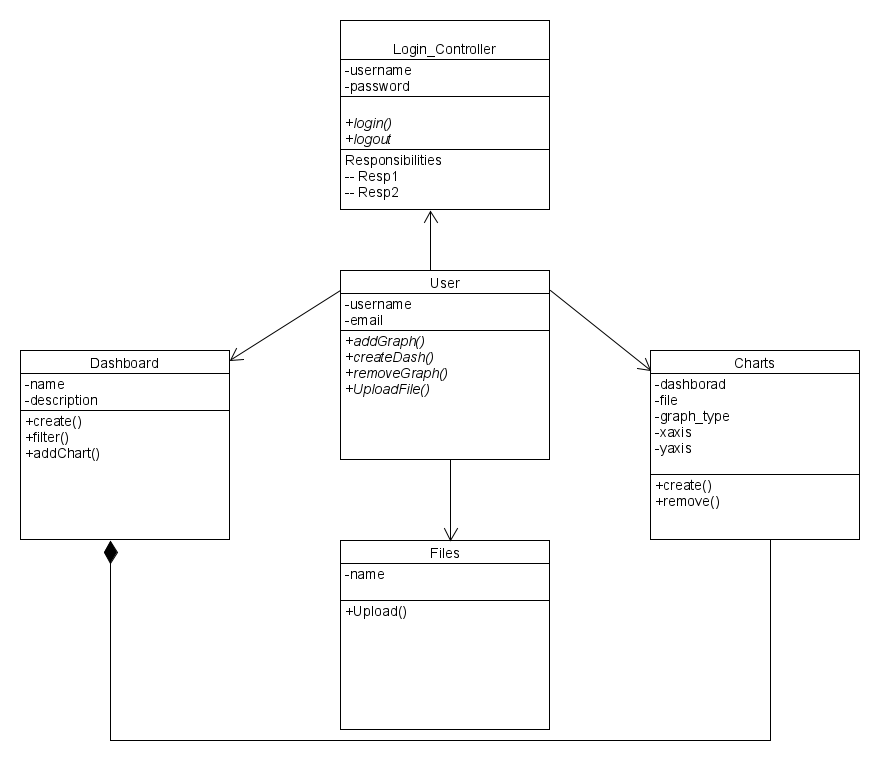 Login_Controller
-username
-password
+login()
+logout
Responsibilities
-- Resp1
-- Resp2
User
-username
-email
+addGraph()
+createDash()
+removeGraph()
+UploadFile()
Dashboard
-name
-description
+create()
+filter()
+addChart()
Charts
-dashborad
-file
-graph_type
-xaxis
-yaxis
+create()
+remove()
Files
-name
+Upload()